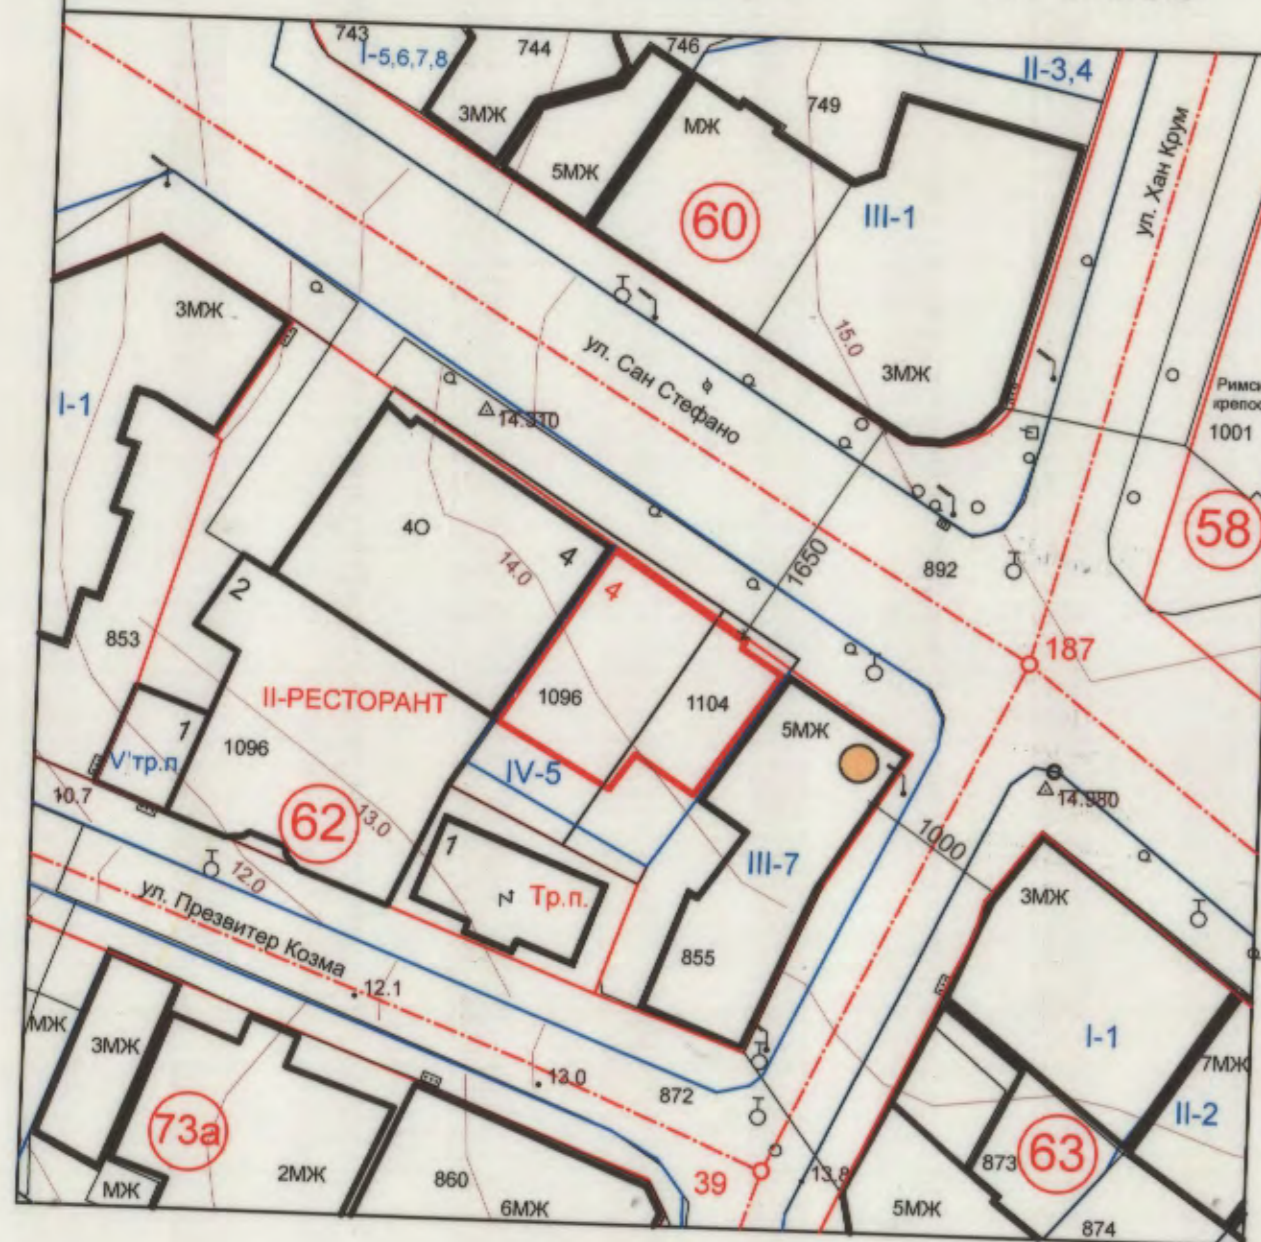 743
I-5,6,7,8
744
746
II-3,4
749
3МЖ
МЖ
5МЖ
60
III-1
ул. Хан Крум
3МЖ
15.0
ул. Сан Стефано
3МЖ
I-1
14.310
1001
58
4О
4
14.0
1650
892
2
4
187
853
1096
1104
II-РЕСТОРАНТ
5МЖ
1
1096
IV-5
V'тр.п
10.7
62
13.0
14.980
1000
III-7
1
12.0
Тр.п.
3МЖ
ул. Презвитер Козма
855
12.1
МЖ
3МЖ
I-1
7МЖ
13.0
872
II-2
73а
63
873
2МЖ
860
39
13.8
МЖ
6МЖ
5МЖ
874